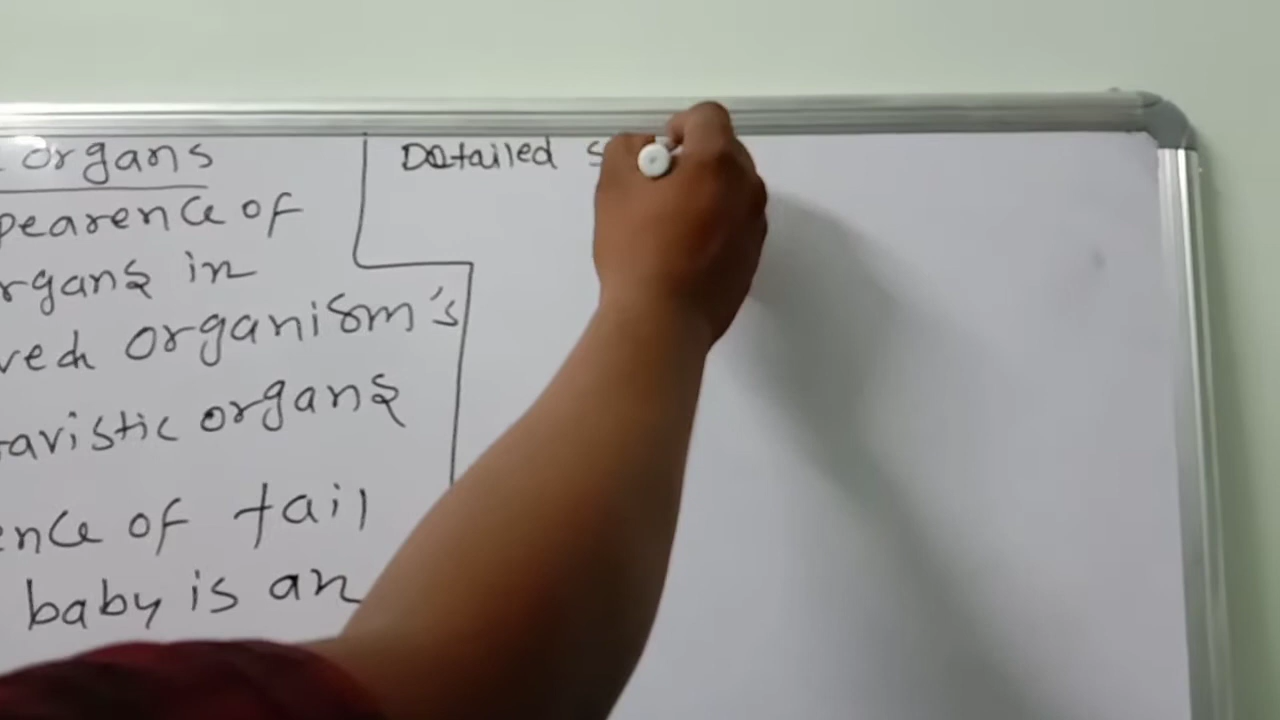 organs
pearence of
rgans in
ved organism's
avistic organs
ence of tail
baby is an
Detailed s